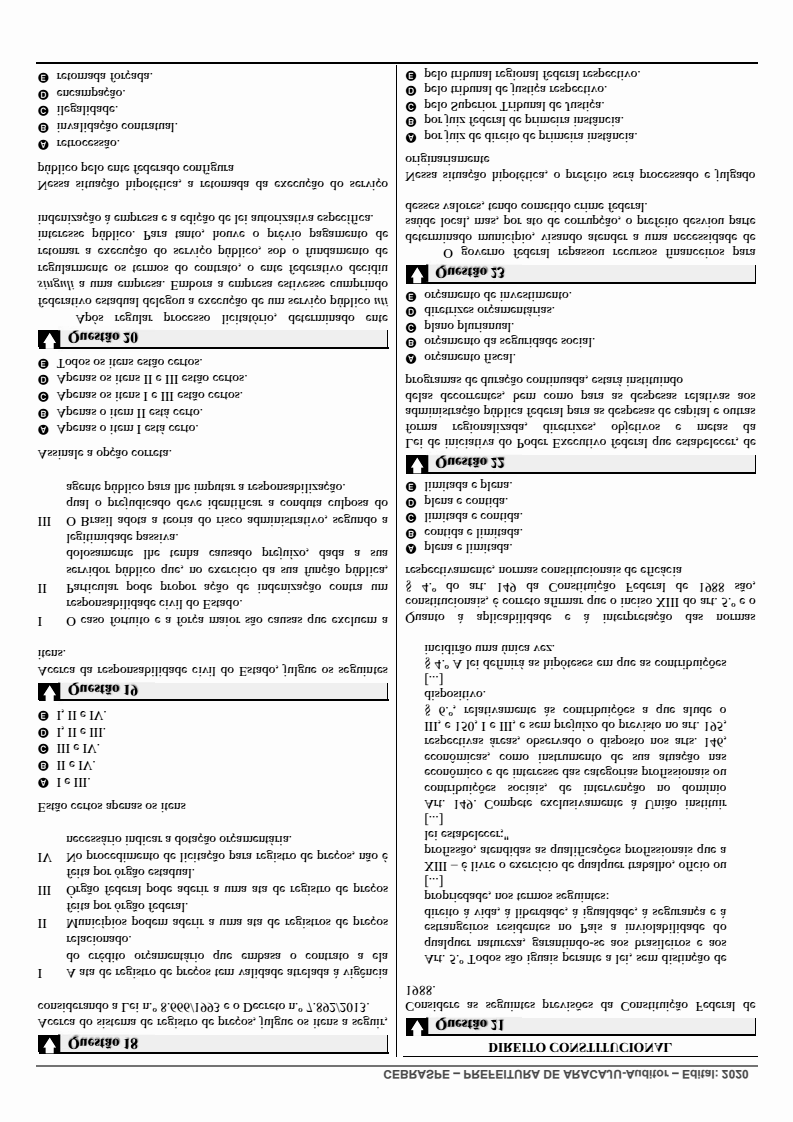 CEBRASPE – PREFEITURA DE ARACAJU-Auditor – Edital: 2020
Questão 18
Acerca do sistema de registro de preços, julgue os itens a seguir,
considerando a Lei n.º 8.666/1993 e o Decreto n.º 7.892/2013.
I A ata de registro de preços tem validade atrelada à vigência
do crédito orçamentário que embasa o contrato a ela
relacionado.
II Municípios podem aderir a uma ata de registros de preços
feita por órgão federal.
III Órgão federal pode aderir a uma ata de registro de preços
feita por órgão estadual.
IV No procedimento de licitação para registro de preços, não é
necessário indicar a dotação orçamentária.
Estão certos apenas os itens
A I e III.
B II e IV.
C III e IV.
D I, II e III.
E I, II e IV.
Questão 19
Acerca da responsabilidade civil do Estado, julgue os seguintes
itens.
I O caso fortuito e a força maior são causas que excluem a
responsabilidade civil do Estado.
II Particular pode propor ação de indenização contra um
servidor público que, no exercício da sua função pública,
dolosamente lhe tenha causado prejuízo, dada a sua
legitimidade passiva.
III O Brasil adota a teoria do risco administrativo, segundo a
qual o prejudicado deve identificar a conduta culposa do
agente público para lhe imputar a responsabilização.
Assinale a opção correta.
A Apenas o item I está certo.
B Apenas o item II está certo.
C Apenas os itens I e III estão certos.
D Apenas os itens II e III estão certos.
E Todos os itens estão certos.
Questão 20
Após regular processo licitatório, determinado ente
federativo estadual delegou a execução de um serviço público uti
singuli a uma empresa. Embora a empresa estivesse cumprindo
regularmente os termos do contrato, o ente federativo decidiu
retomar a execução do serviço público, sob o fundamento de
interesse público. Para tanto, houve o prévio pagamento de
indenização à empresa e a edição de lei autorizativa específica.
Nessa situação hipotética, a retomada da execução do serviço
público pelo ente federado configura
A retrocessão.
B invalidação contratual.
C ilegalidade.
D encampação.
E retomada forçada.
DIREITO CONSTITUCIONAL
Questão 21
Considere as seguintes previsões da Constituição Federal de
1988.
Art. 5.º Todos são iguais perante a lei, sem distinção de
qualquer natureza, garantindo-se aos brasileiros e aos
estrangeiros residentes no País a inviolabilidade do
direito à vida, à liberdade, à igualdade, à segurança e à
propriedade, nos termos seguintes:
[...]
XIII – é livre o exercício de qualquer trabalho, ofício ou
profissão, atendidas as qualificações profissionais que a
lei estabelecer;"
[...]
Art. 149. Compete exclusivamente à União instituir
contribuições sociais, de intervenção no domínio
econômico e de interesse das categorias profissionais ou
econômicas, como instrumento de sua atuação nas
respectivas áreas, observado o disposto nos arts. 146,
III, e 150, I e III, e sem prejuízo do previsto no art. 195,
§ 6.º, relativamente às contribuições a que alude o
dispositivo.
[...]
§ 4.º A lei definirá as hipóteses em que as contribuições
incidirão uma única vez.
Quanto à aplicabilidade e à interpretação das normas
constitucionais, é correto afirmar que o inciso XIII do art. 5.º e o
§ 4.º do art. 149 da Constituição Federal de 1988 são,
respectivamente, normas constitucionais de eficácia
A plena e limitada.
B contida e limitada.
C limitada e contida.
D plena e contida.
E limitada e plena.
Questão 22
Lei de iniciativa do Poder Executivo federal que estabelecer, de
forma regionalizada, diretrizes, objetivos e metas da
administração pública federal para as despesas de capital e outras
delas decorrentes, bem como para as despesas relativas aos
programas de duração continuada, estará instituindo
A orçamento fiscal.
B orçamento da seguridade social.
C plano plurianual.
D diretrizes orçamentárias.
E orçamento de investimento.
Questão 23
O governo federal repassou recursos financeiros para
determinado município, visando atender a uma necessidade de
saúde local, mas, por ato de corrupção, o prefeito desviou parte
desses valores, tendo cometido crime federal.
Nessa situação hipotética, o prefeito será processado e julgado
originariamente
A por juiz de direito de primeira instância.
B por juiz federal de primeira instância.
C pelo Superior Tribunal de Justiça.
D pelo tribunal de justiça respectivo.
E pelo tribunal regional federal respectivo.